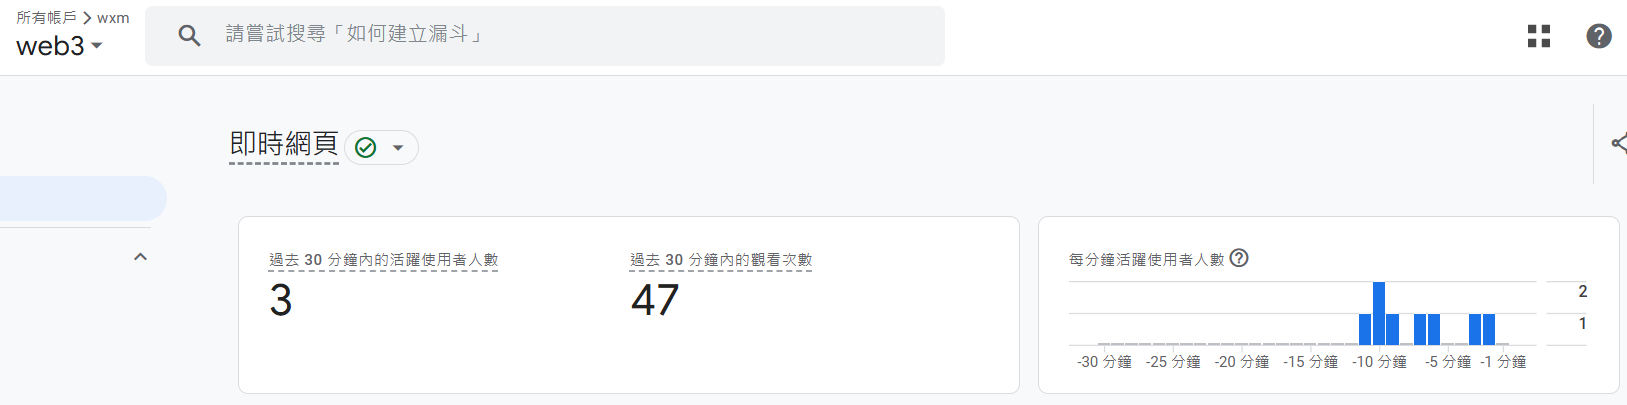 所有帳戶 > wxm
web3
請嘗試搜尋「如何建立漏斗」
即時網頁
過去 30 分鐘內的活躍使用者人數
3
過去 30 分鐘內的觀看次數
47
每分鐘活躍使用者人數
2
1
-30 分鐘 -25 分鐘 -20 分鐘 -15 分鐘 -10 分鐘 -5 分鐘 -1 分鐘